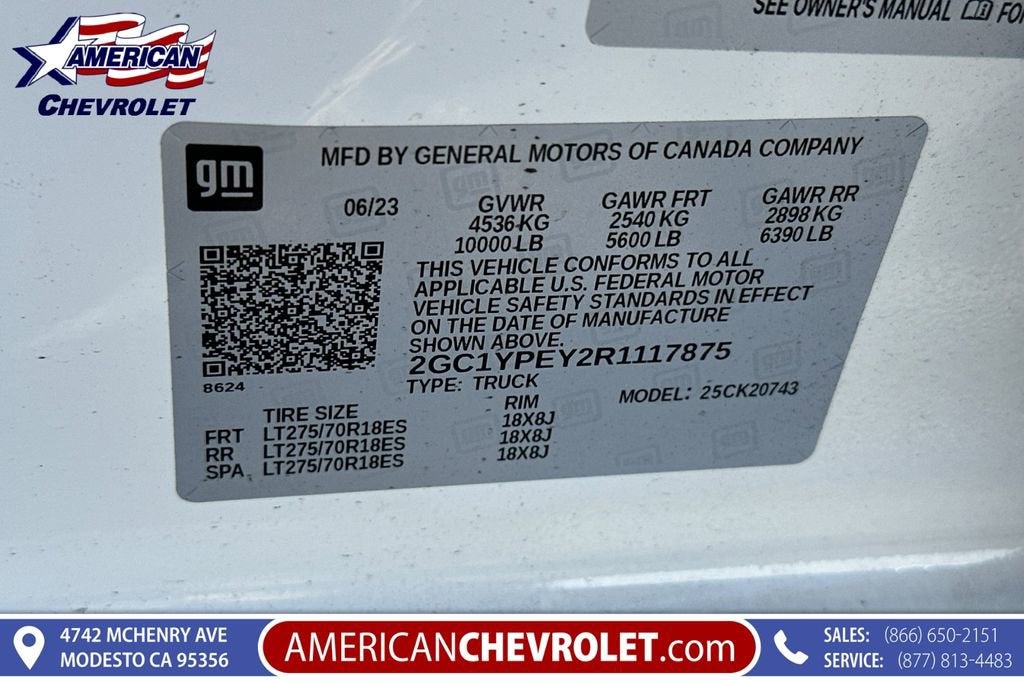 SEE OWNER'S MANUAL
AMERICAN
CHEVROLET
gm
MFD BY GENERAL MOTORS OF CANADA COMPANY
06/23 GVWR GAWR FRT GAWR RR
4536 KG 2540 KG 2898 KG
10000 LB 5600 LB 6390 LB
THIS VEHICLE CONFORMS TO ALL
APPLICABLE U.S. FEDERAL MOTOR
VEHICLE SAFETY STANDARDS IN EFFECT
ON THE DATE OF MANUFACTURE
SHOWN ABOVE.
2GC1YPEY2R1117875
8624
TYPE: TRUCK MODEL: 25CK20743
TIRE SIZE RIM
FRT LT275/70R18ES 18X8J
RR LT275/70R18ES 18X8J
SPA LT275/70R18ES 18X8J
4742 MCHENRY AVE
MODESTO CA 95356
AMERICANCHEVROLET.com
SALES: (866) 650-2151
SERVICE: (877) 813-4483